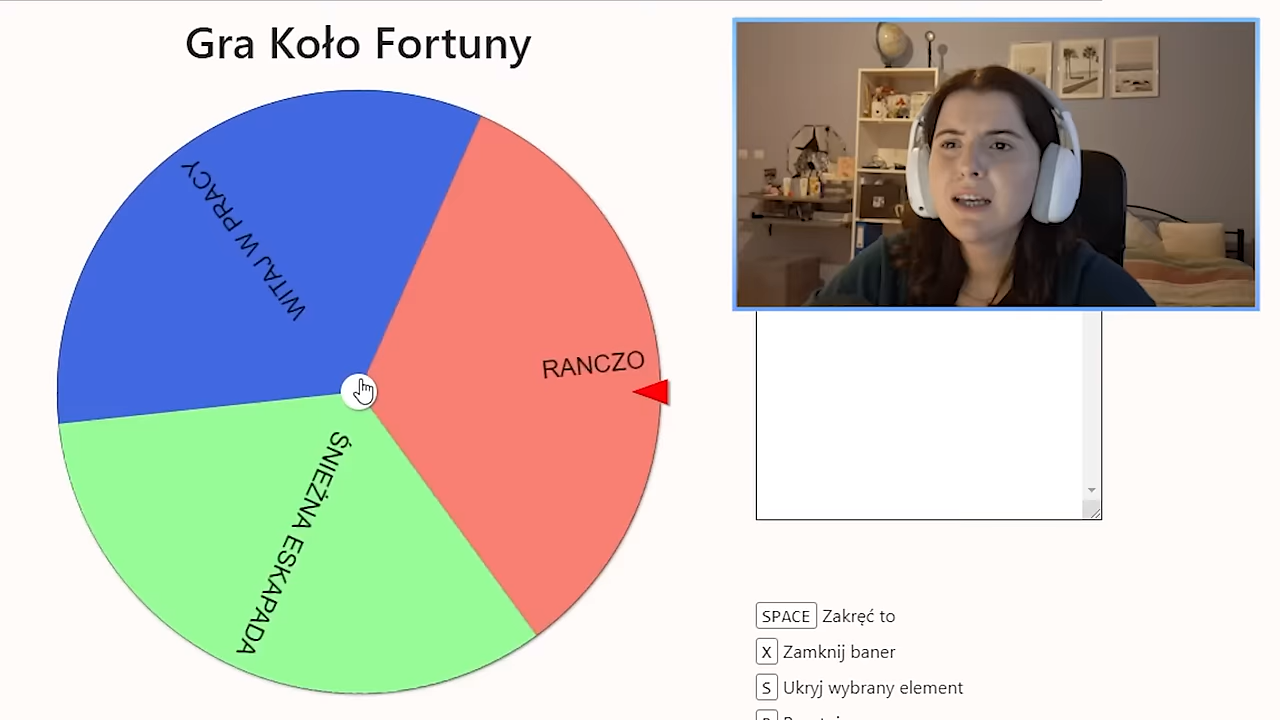 Gra Koło Fortuny
WITAJ W PRACY
RANCZO
ŚNIEŻNA ESKAPADA
SPACE Zakręć to
X Zamknij baner
S Ukryj wybrany element